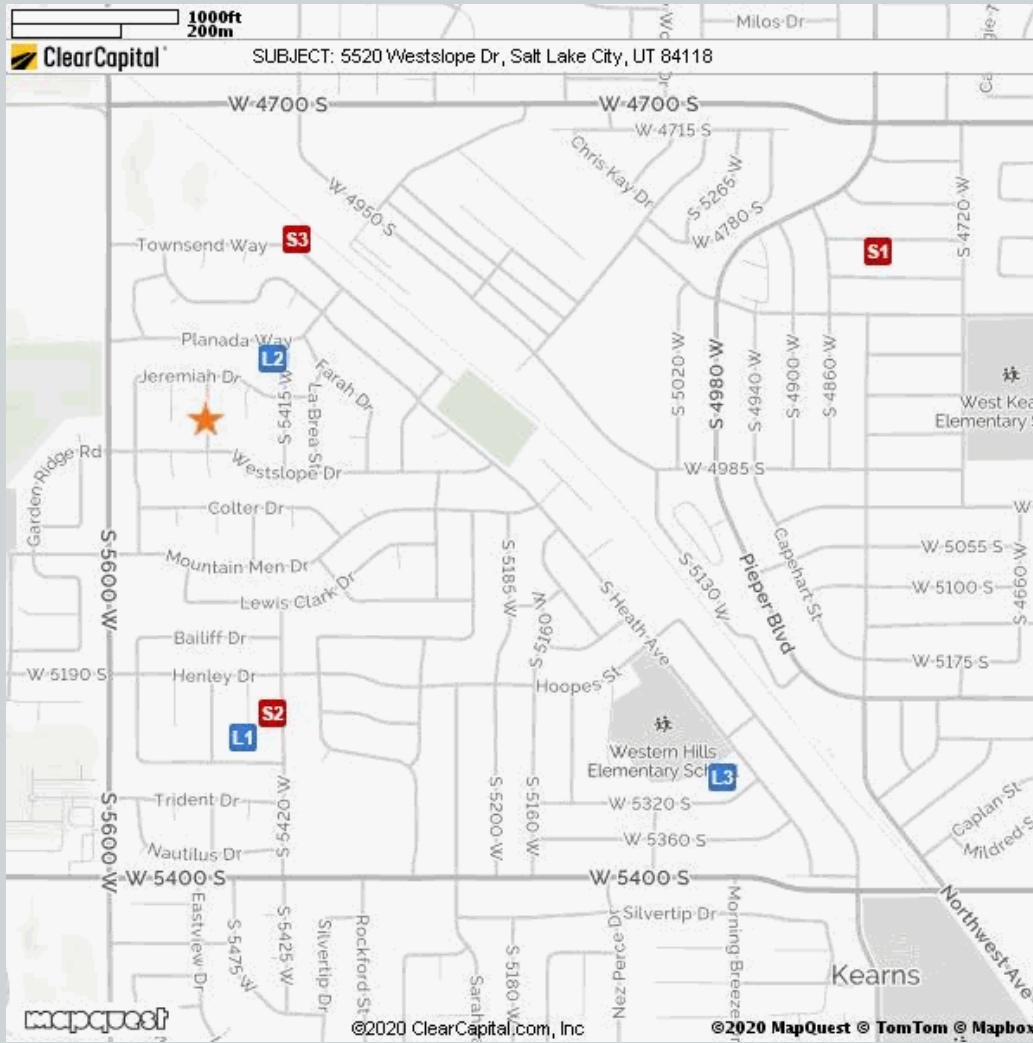 1000ft
200m
Milos Dr
ClearCapital
SUBJECT: 5520 Westslope Dr, Salt Lake City, UT 84118
W 4700 S
W 4700 S
W 4715 S
Chris Kay Dr
S 5265 W
W 4780 S
S 4720 W
W 4950 S
Townsend Way
S3
S1
Planada Way
L2
Jeremiah Dr
Farah Dr
S 5415 W
La Brea St
S 5020 W
S 4980 W
S 4940 W
S 4900 W
S 4860 W
West Kea
Elementary S
Garden Ridge Rd
Westslope Dr
W 4985 S
Colter Dr
S 5600 W
Mountain Men Dr
Lewis Clark Dr
S 5185 W
S 5160 W
S Heath Ave
S 5130 W
Pieper Blvd
Capehart St
W
W 5055 S
W 5100 S
S 4660 W
W 5175 S
Bailiff Dr
W 5190 S
Henley Dr
Hoopes St
S2
L1
Western Hills
Elementary Sch
L3
S 5600 W
Trident Dr
S 5420 W
Nautilus Dr
S 5200 W
S 5160 W
W 5320 S
W 5360 S
Caplan St
Mildred S
W 5400 S
W 5400 S
Eastview Dr
S 5475 W
S 5425 W
Silvertip Dr
Rockford St
Sarah
S 5180 W
Nez Perce Dr
Silvertip Dr
Morning Breeze
Northwest Ave
Kearns
mapquest
©2020 ClearCapital.com, Inc
©2020 MapQuest © TomTom © Mapbox